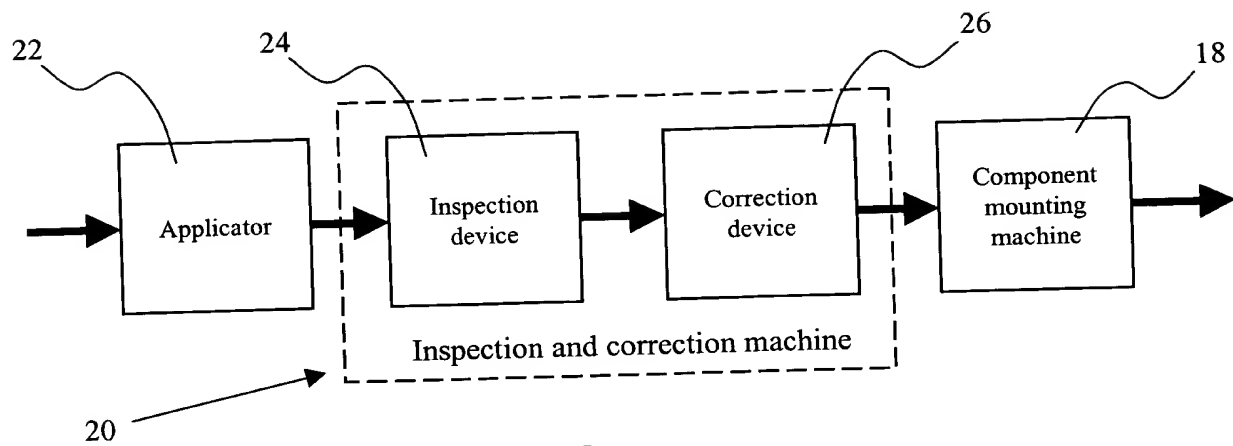 22
24
26
18
Applicator
Inspection
device
Correction
device
Component
mounting
machine
Inspection and correction machine
20